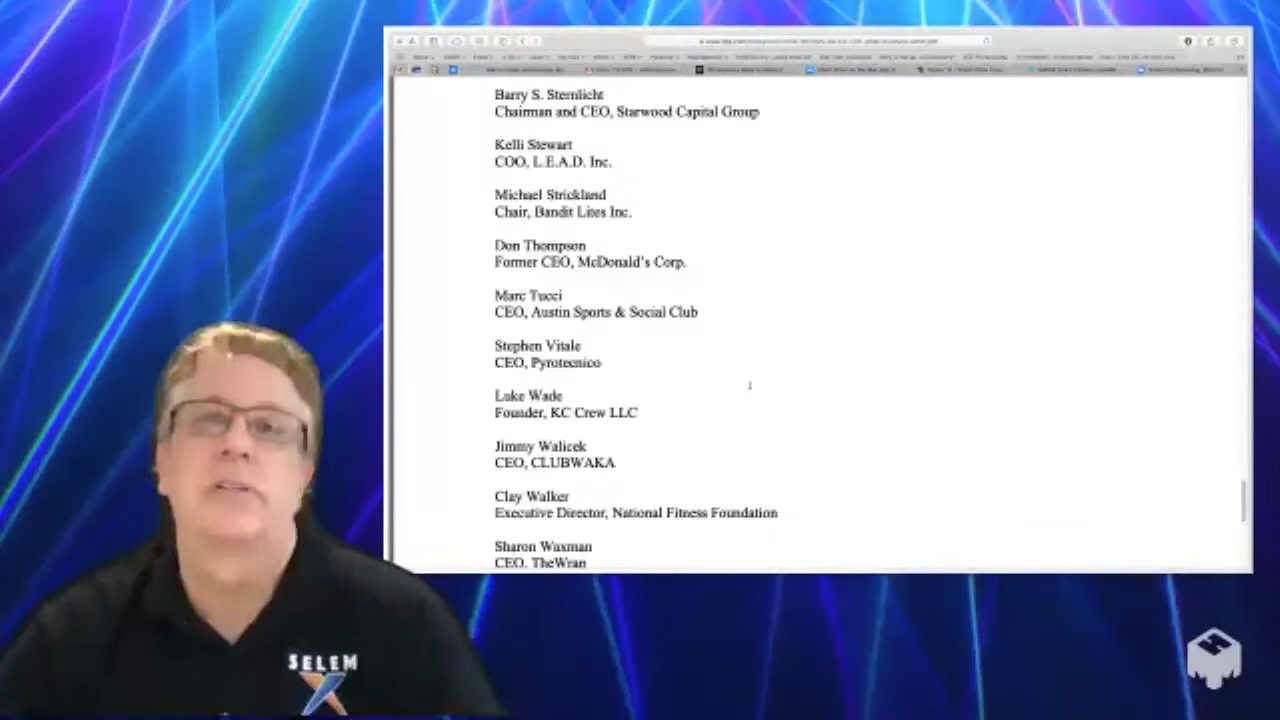 Barry S. Sternlicht
Chairman and CEO, Starwood Capital Group
Kelli Stewart
COO, L.E.A.D. Inc.
Michael Strickland
Chair, Bandit Lites Inc.
Don Thompson
Former CEO, McDonald's Corp.
Marc Tucci
CEO, Austin Sports & Social Club
Stephen Vitale
CEO, Pyrotecnico
Luke Wade
Founder, KC Crew LLC
Jimmy Walicek
CEO, CLUBWAKA
Clay Walker
Executive Director, National Fitness Foundation
Sharon Waxman
CEO, TheWrap
SELEM
X